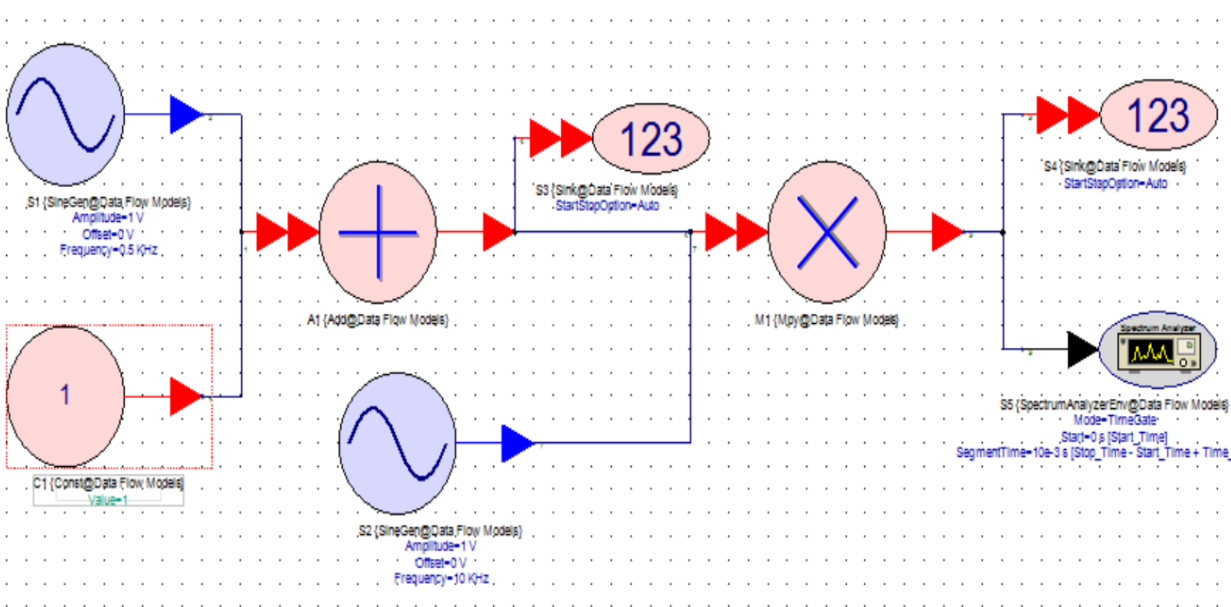 S1 {SineGen@Data Flow Models}
Amplitude=1 V
Offset=0 V
Frequency=0.5 KHz
1
C1 {Const@Data Flow Models}
Value=1
A1 {Add@Data Flow Models}
S2 {SineGen@Data Flow Models}
Amplitude=1 V
Offset=0 V
Frequency=10 KHz
123
S3 {Sink@Data Flow Models}
StartStopOption=Auto
M1 {Mpy@Data Flow Models}
123
S4 {Sink@Data Flow Models}
StartStopOption=Auto
Spectrum Analyzer
S5 {SpectrumAnalyzerEnv@Data Flow Models}
Mode=TimeGate
Start=0 s [Start_Time]
SegmentTime=10e-3 s [Stop_Time - Start_Time + Time_